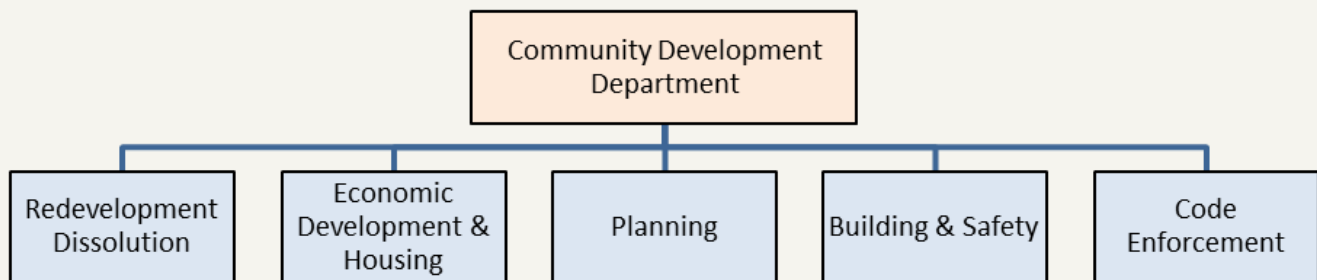 Community Development
Department
Redevelopment
Dissolution
Economic
Development &
Housing
Planning
Building & Safety
Code
Enforcement